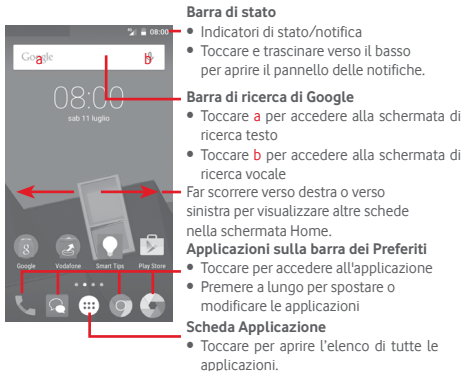 08:00
Google
a
b
08:00
sab 11 luglio
Google
Vodafone
Smart Tips
Play Store
Barra di stato
• Indicatori di stato/notifica
• Toccare e trascinare verso il basso
per aprire il pannello delle notifiche.
Barra di ricerca di Google
• Toccare a per accedere alla schermata di
ricerca testo
• Toccare b per accedere alla schermata di
ricerca vocale
Far scorrere verso destra o verso
sinistra per visualizzare altre schede
nella schermata Home.
Applicazioni sulla barra dei Preferiti
• Toccare per accedere all'applicazione
• Premere a lungo per spostare o
modificare le applicazioni
Scheda Applicazione
• Toccare per aprire l'elenco di tutte le
applicazioni.